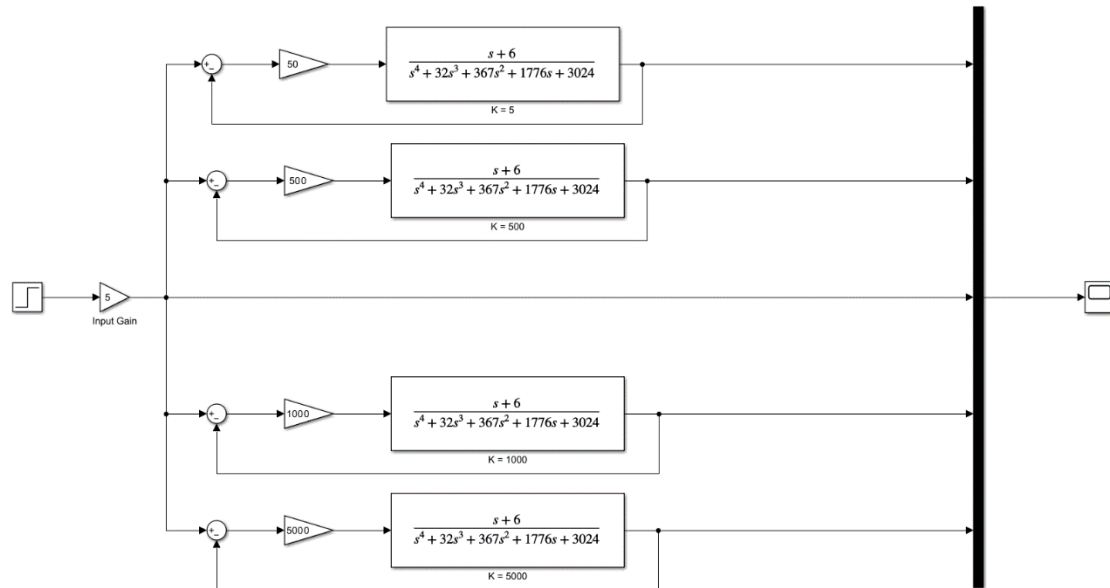 50
s + 6
s⁴ + 32s³ + 367s² + 1776s + 3024
K = 5
500
s + 6
s⁴ + 32s³ + 367s² + 1776s + 3024
K = 500
5
Input Gain
1000
s + 6
s⁴ + 32s³ + 367s² + 1776s + 3024
K = 1000
5000
s + 6
s⁴ + 32s³ + 367s² + 1776s + 3024
K = 5000